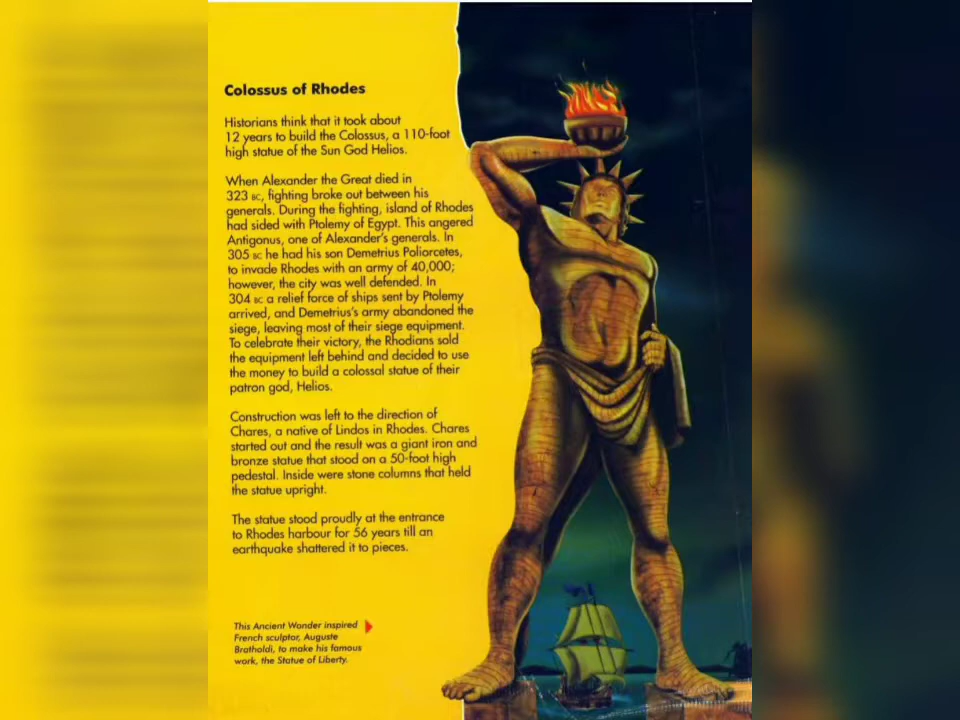 Colossus of Rhodes
Historians think that it took about
12 years to build the Colossus, a 110-foot
high statue of the Sun God Helios.
When Alexander the Great died in
323 BC, fighting broke out between his
generals. During the fighting, island of Rhodes
had sided with Ptolemy of Egypt. This angered
Antigonus, one of Alexander's generals. In
305 BC he had his son Demetrius Poliorcetes,
to invade Rhodes with an army of 40,000;
however, the city was well defended. In
304 BC a relief force of ships sent by Ptolemy
arrived, and Demetrius's army abandoned the
siege, leaving most of their siege equipment.
To celebrate their victory, the Rhodians sold
the equipment left behind and decided to use
the money to build a colossal statue of their
patron god, Helios.
Construction was left to the direction of
Chares, a native of Lindos in Rhodes. Chares
started out and the result was a giant iron and
bronze statue that stood on a 50-foot high
pedestal. Inside were stone columns that held
the statue upright.
The statue stood proudly at the entrance
to Rhodes harbour for 56 years till an
earthquake shattered it to pieces.
This Ancient Wonder inspired
French sculptor, Auguste
Bratholdi, to make his famous
work, the Statue of Liberty.